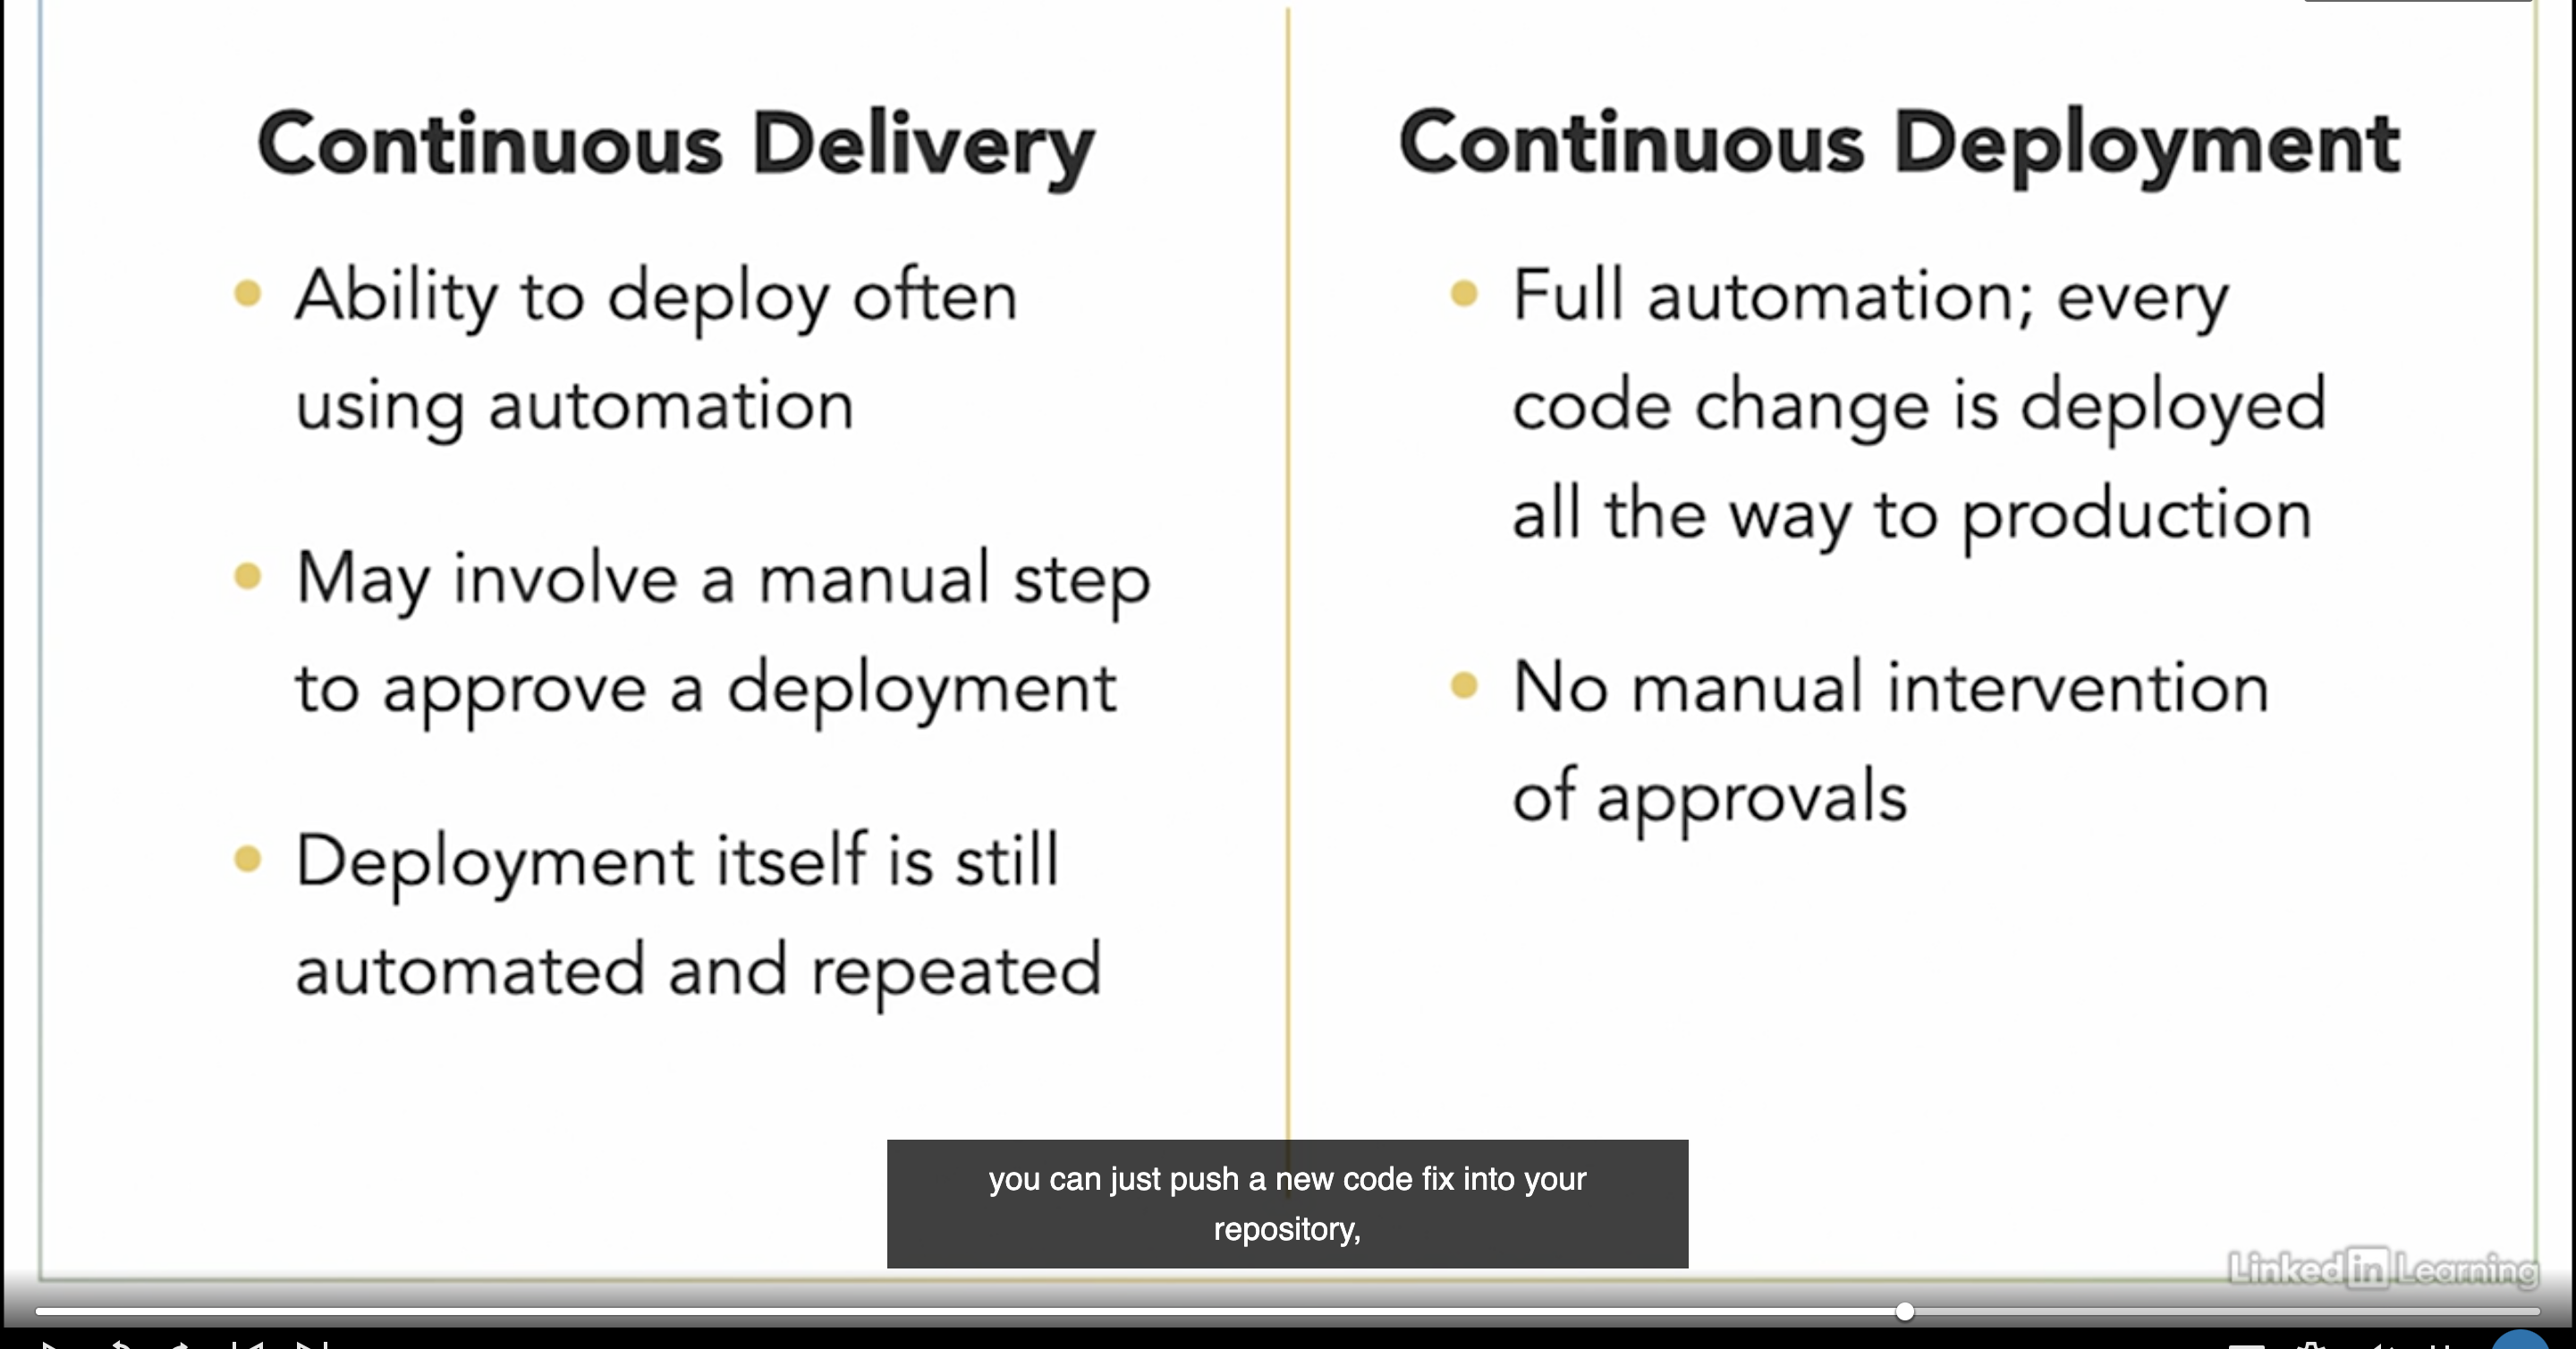 Continuous Delivery
Ability to deploy often
using automation
May involve a manual step
to approve a deployment
Deployment itself is still
automated and repeated
Continuous Deployment
Full automation; every
code change is deployed
all the way to production
No manual intervention
of approvals
you can just push a new code fix into your
repository,
Linked in Learning